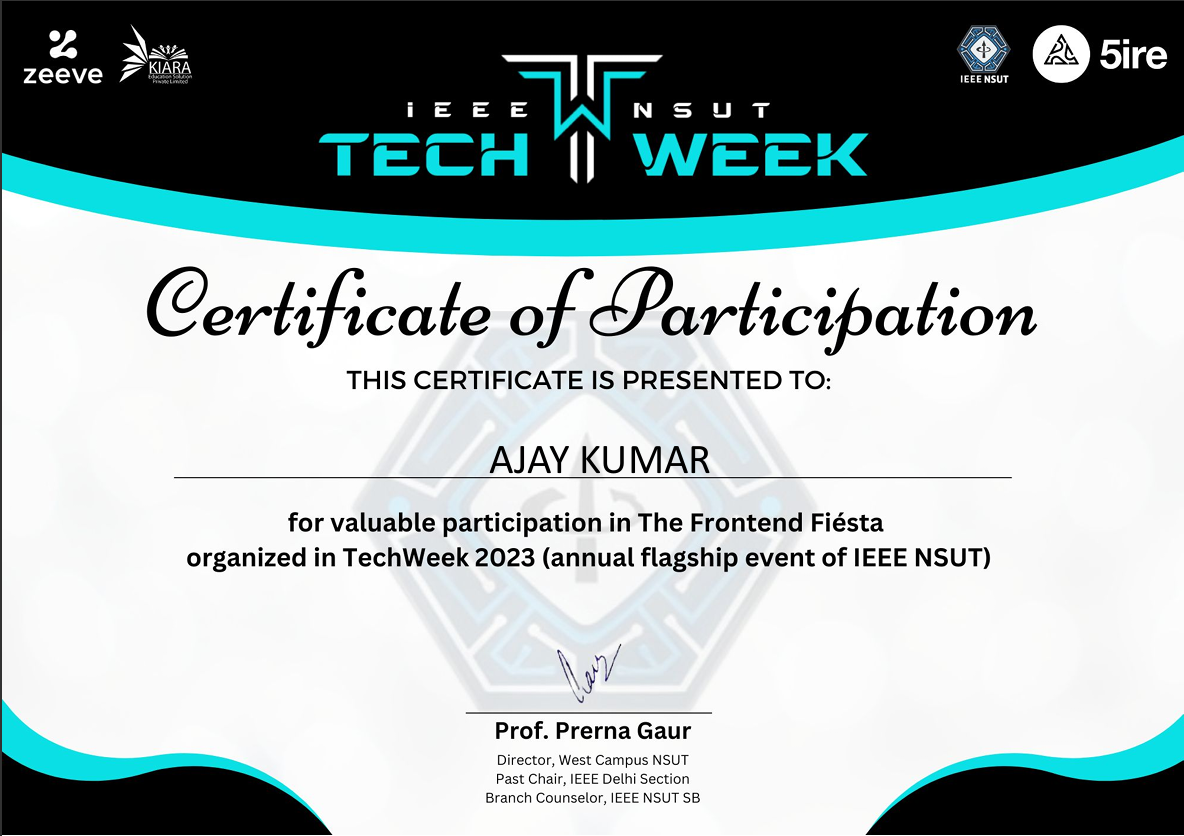 zeeve
KIARA
Education Solution
Private Limited
IEEE NSUT
TECH WEEK
IEEE NSUT
5ire
Certificate of Participation
THIS CERTIFICATE IS PRESENTED TO:
AJAY KUMAR
for valuable participation in The Frontend Fiésta
organized in TechWeek 2023 (annual flagship event of IEEE NSUT)
Prof. Prerna Gaur
Director, West Campus NSUT
Past Chair, IEEE Delhi Section
Branch Counselor, IEEE NSUT SB